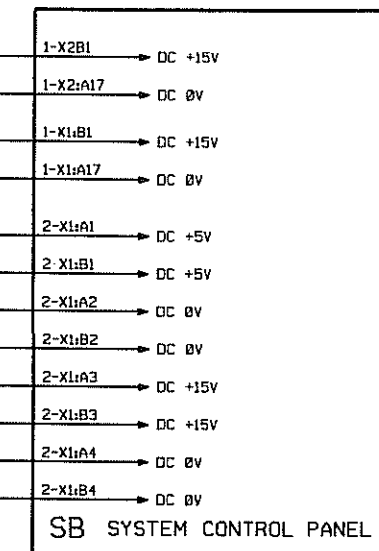 1-X2B1 DC +15V
1-X2:A17 DC 0V
1-X1:B1 DC +15V
1-X1:A17 DC 0V
2-X1:A1 DC +5V
2-X1:B1 DC +5V
2-X1:A2 DC 0V
2-X1:B2 DC 0V
2-X1:A3 DC +15V
2-X1:B3 DC +15V
2-X1:A4 DC 0V
2-X1:B4 DC 0V
SB SYSTEM CONTROL PANEL